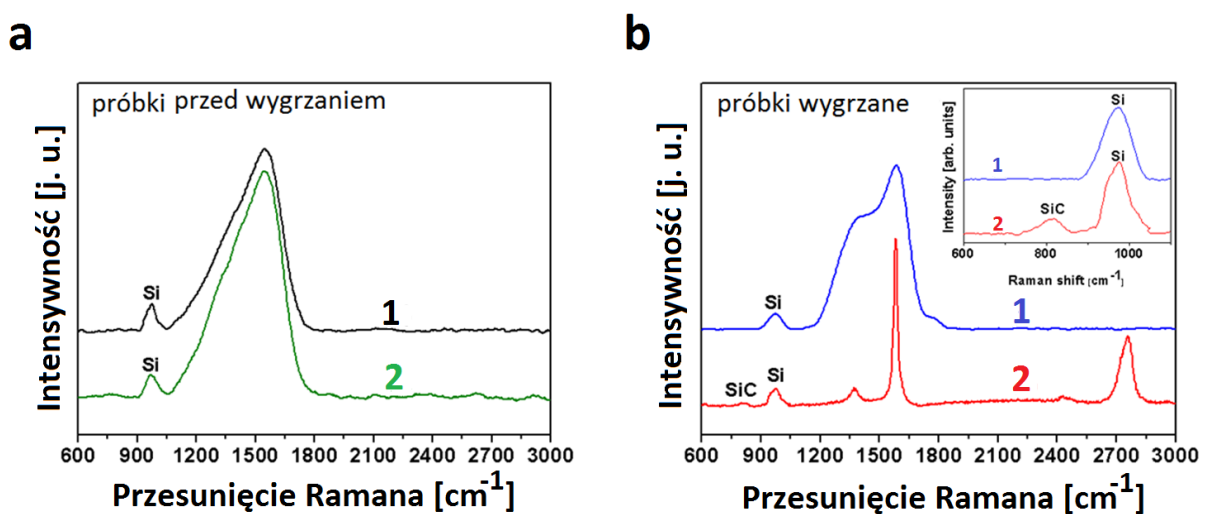 a
próbki przed wygrzaniem
Intensywność [j. u.]
Si
1
Si
2
600 900 1200 1500 1800 2100 2400 2700 3000
Przesunięcie Ramana [cm-1]
b
próbki wygrzane
Intensywność [j. u.]
Si
1
SiC
Si
2
600 900 1200 1500 1800 2100 2400 2700 3000
Przesunięcie Ramana [cm-1]
Intensity [arb. units]
Si
1
Si
SiC
2
600 800 1000
Raman shift [cm-1]